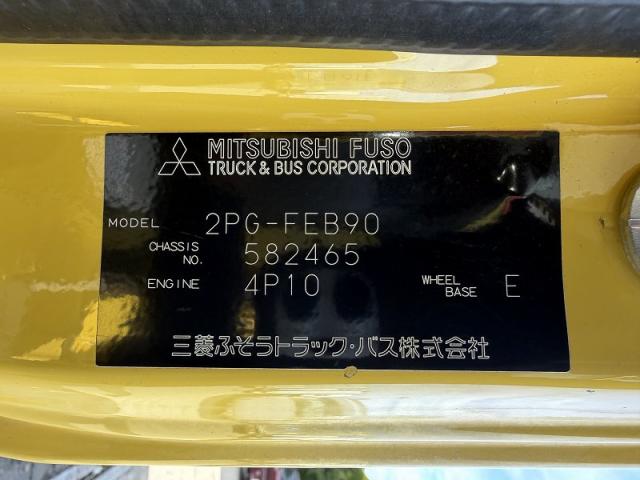 MITSUBISHI FUSO
TRUCK & BUS CORPORATION
MODEL 2PG-FEB90
CHASSIS NO. 582465
ENGINE 4P10 WHEEL BASE E
三菱ふそうトラック・バス株式会社